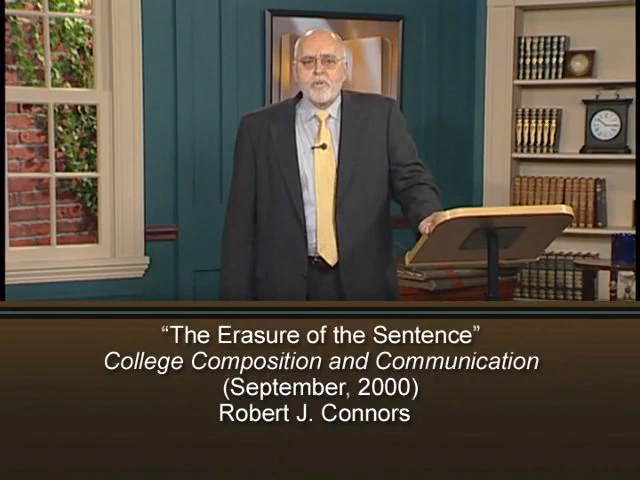 “The Erasure of the Sentence”
College Composition and Communication
(September, 2000)
Robert J. Connors